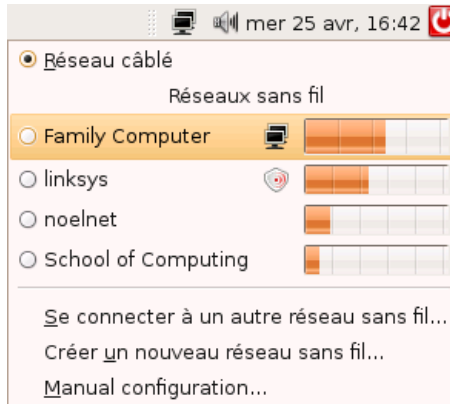 mer 25 avr, 16:42
Réseau câblé
Réseaux sans fil
Family Computer
linksys
noelnet
School of Computing
Se connecter à un autre réseau sans fil...
Créer un nouveau réseau sans fil...
Manual configuration...